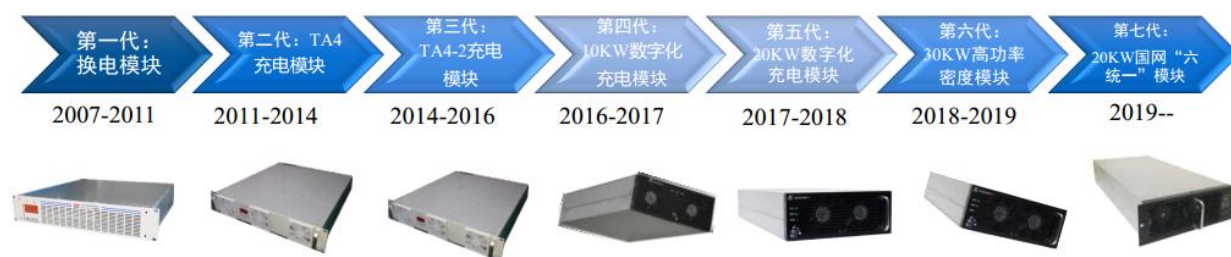 第一代：
换电模块
第二代：TA4
充电模块
第三代：
TA4-2充电
模块
第四代：
10KW数字化
充电模块
第五代：
20KW数字化
充电模块
第六代：
30KW高功率
密度模块
第七代：
20KW国网“六
统一”模块
2007-2011
2011-2014
2014-2016
2016-2017
2017-2018
2018-2019
2019--